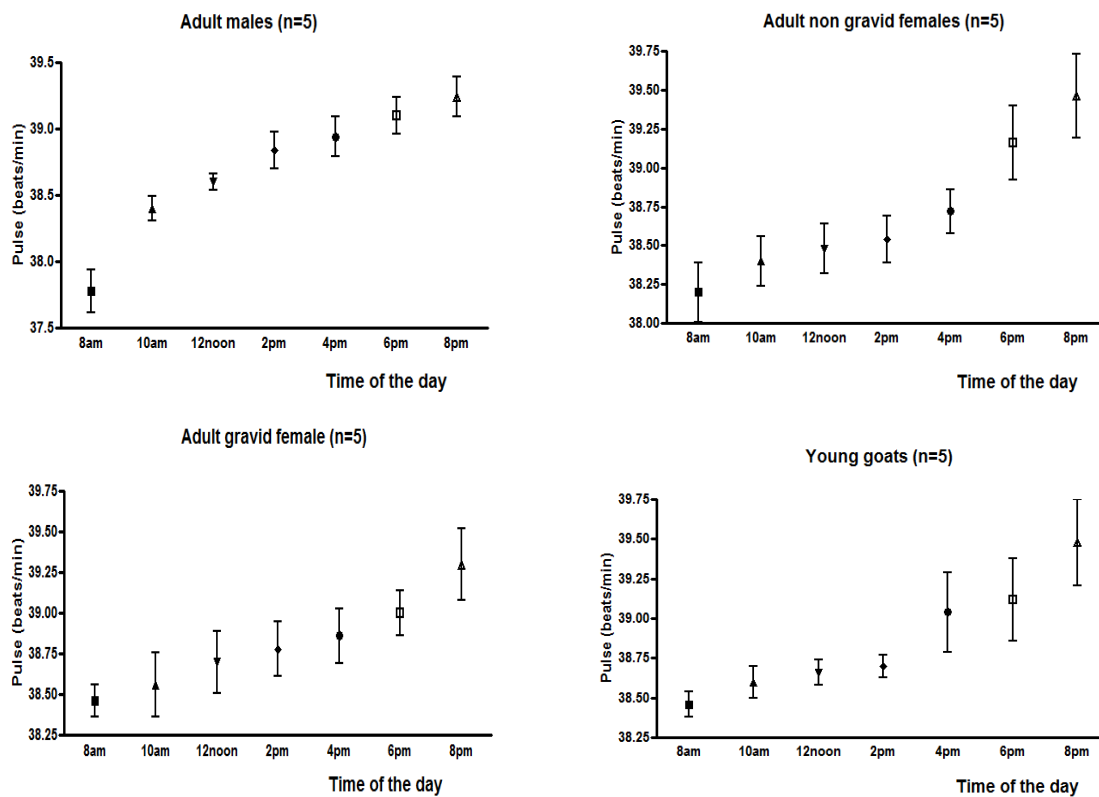 Adult males (n=5)
Pulse (beats/min)
39.5
39.0
38.5
38.0
37.5
8am 10am 12noon 2pm 4pm 6pm 8pm
Time of the day
Adult non gravid females (n=5)
Pulse (beats/min)
39.75
39.50
39.25
39.00
38.75
38.50
38.25
38.00
8am 10am 12noon 2pm 4pm 6pm 8pm
Time of the day
Adult gravid female (n=5)
Pulse (beats/min)
39.75
39.50
39.25
39.00
38.75
38.50
38.25
8am 10am 12noon 2pm 4pm 6pm 8pm
Time of the day
Young goats (n=5)
Pulse (beats/min)
39.75
39.50
39.25
39.00
38.75
38.50
38.25
8am 10am 12noon 2pm 4pm 6pm 8pm
Time of the day